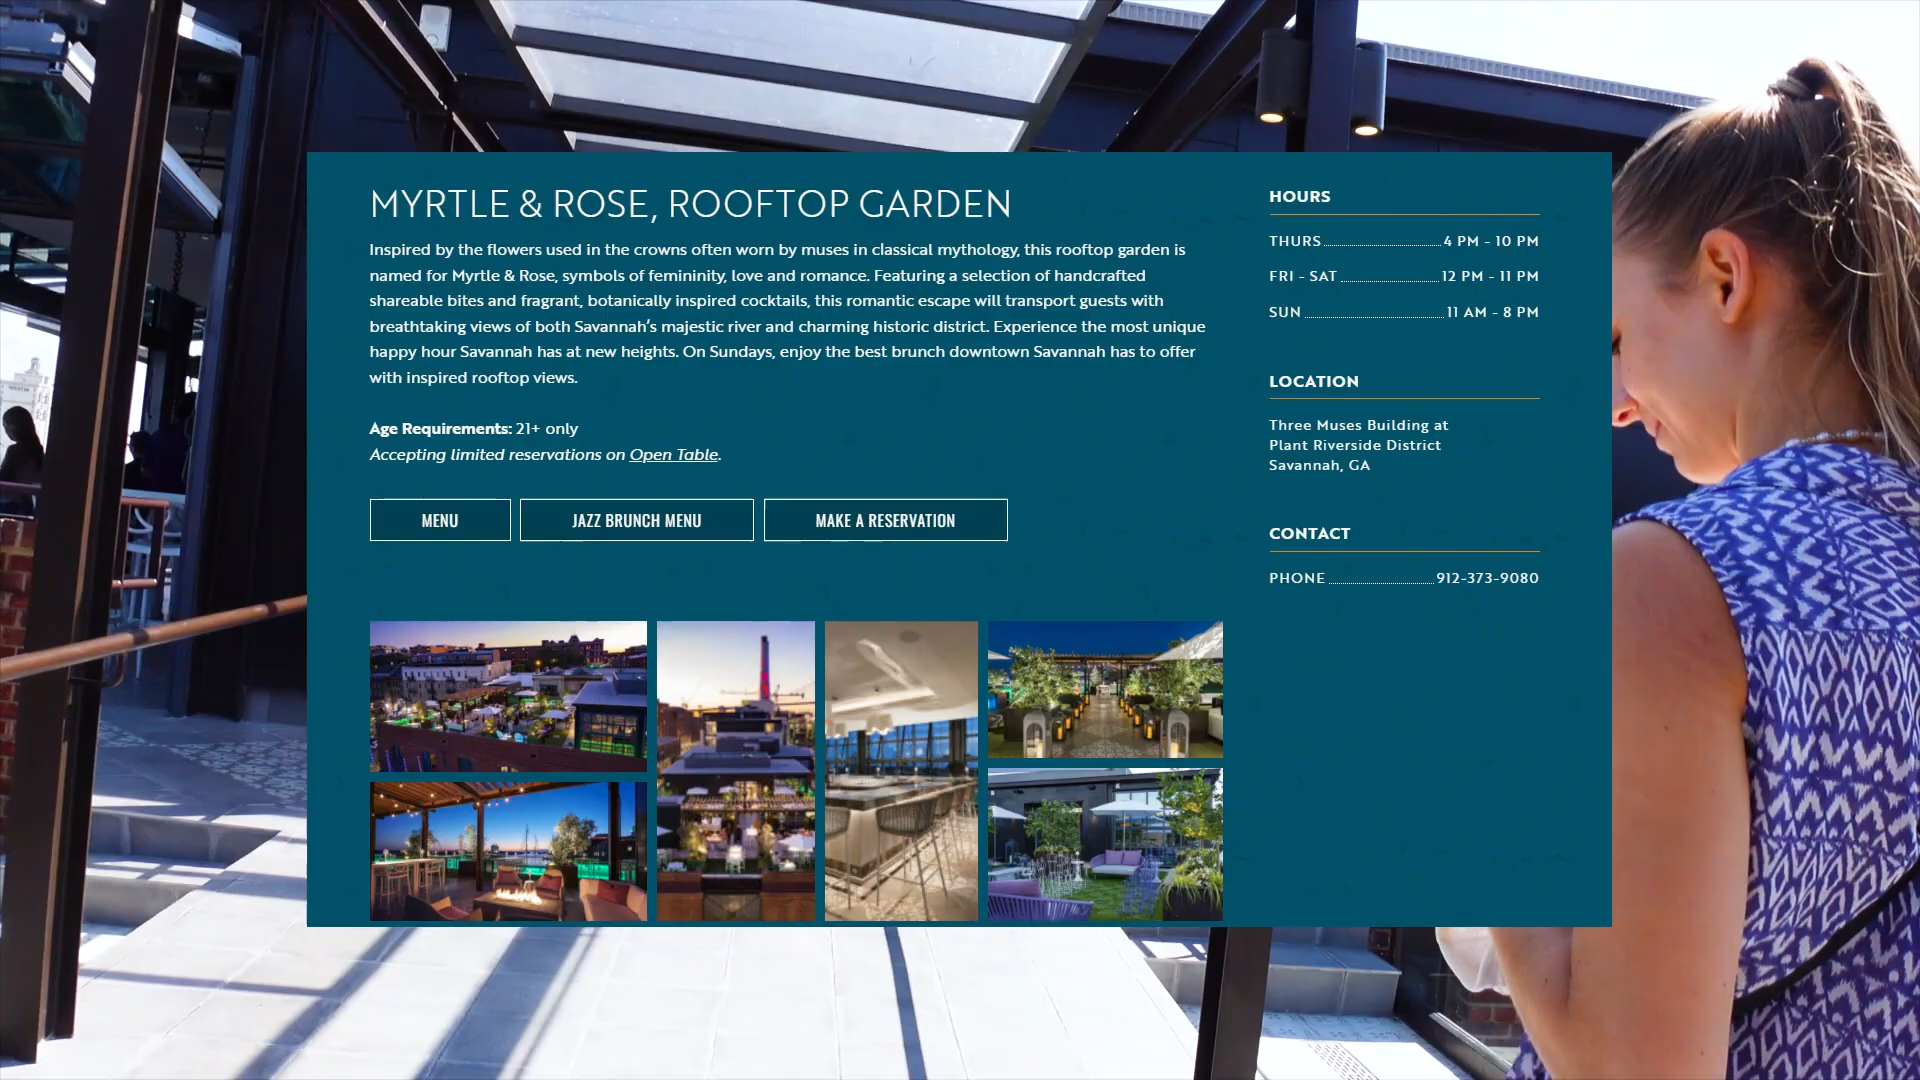 MYRTLE & ROSE, ROOFTOP GARDEN
Inspired by the flowers used in the crowns often worn by muses in classical mythology, this rooftop garden is
named for Myrtle & Rose, symbols of femininity, love and romance. Featuring a selection of handcrafted
shareable bites and fragrant, botanically inspired cocktails, this romantic escape will transport guests with
breathtaking views of both Savannah’s majestic river and charming historic district. Experience the most unique
happy hour Savannah has at new heights. On Sundays, enjoy the best brunch downtown Savannah has to offer
with inspired rooftop views.
Age Requirements: 21+ only
Accepting limited reservations on Open Table.
MENU
JAZZ BRUNCH MENU
MAKE A RESERVATION
HOURS
THURS 4 PM - 10 PM
FRI - SAT 12 PM - 11 PM
SUN 11 AM - 8 PM
LOCATION
Three Muses Building at
Plant Riverside District
Savannah, GA
CONTACT
PHONE 912-373-9080